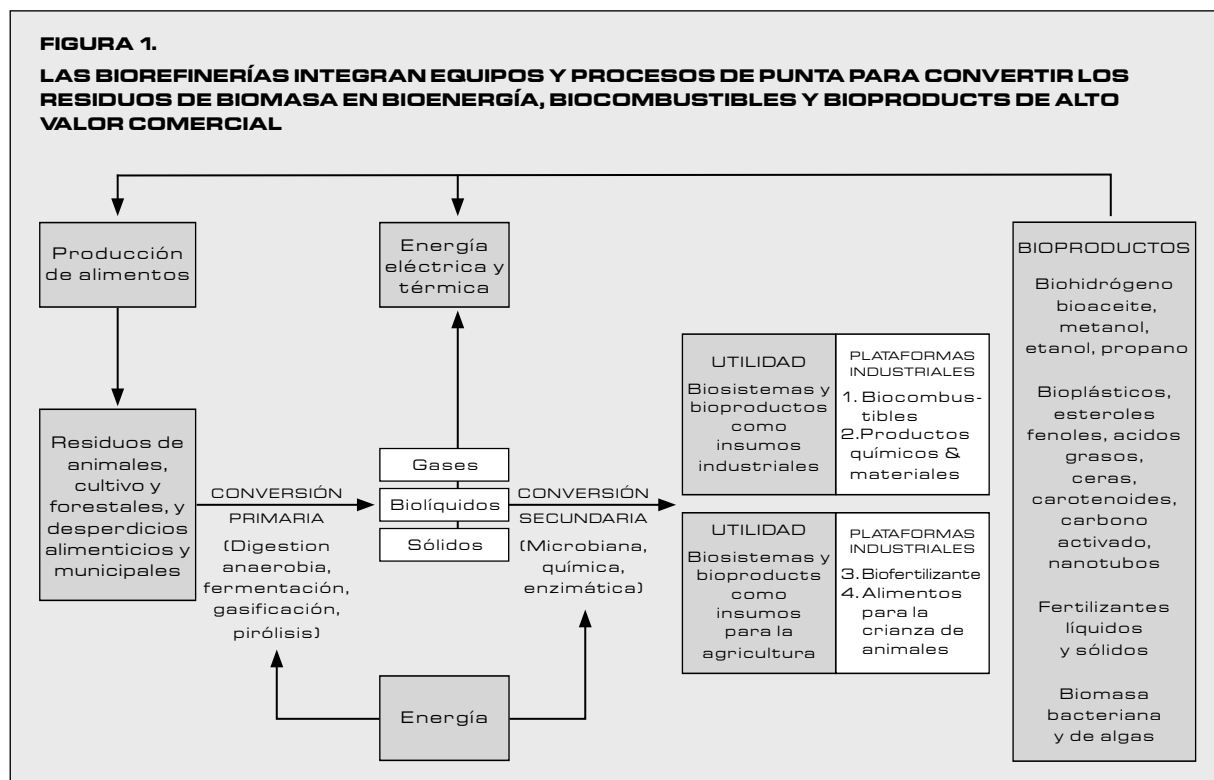 FIGURA 1.
LAS BIOREFINERÍAS INTEGRAN EQUIPOS Y PROCESOS DE PUNTA PARA CONVERTIR LOS
RESIDUOS DE BIOMASA EN BIOENERGÍA, BIOCOMBUSTIBLES Y BIOPRODUCTS DE ALTO
VALOR COMERCIAL
Producción
de alimentos
Energía
eléctrica y
térmica
Residuos de
animales,
cultivo y
forestales, y
desperdicios
alimenticios y
municipales
CONVERSIÓN
PRIMARIA
(Digestion
anaerobia,
fermentación,
gasificación,
pirólisis)
Gases
Biolíquidos
Sólidos
CONVERSIÓN
SECUNDARIA
(Microbiana,
química,
enzimática)
Energía
UTILIDAD
Biosistemas y
bioproductos
como
insumos
industriales
PLATAFORMAS
INDUSTRIALES
1. Biocombus-
tibles
2.Productos
químicos &
materiales
UTILIDAD
Biosistemas y
bioproducts
como
insumos
para la
agricultura
PLATAFORMAS
INDUSTRIALES
3. Biofertilizante
4. Alimentos
para la
crianza de
animales
BIOPRODUCTOS
Biohidrógeno
bioaceite,
metanol,
etanol, propano
Bioplásticos,
esteroles
fenoles, acidos
grasos,
ceras,
carotenoides,
carbono
activado,
nanotubos
Fertilizantes
líquidos
y sólidos
Biomasa
bacteriana
y de algas